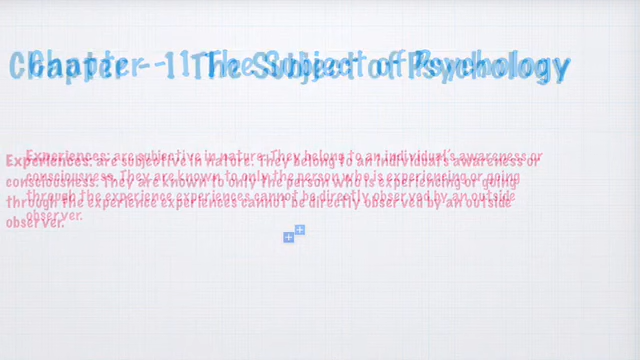 Chapter - 1 The Subject of Psychology
Experiences: are subjective in nature. They belong to an individual's awareness or
consciousness. They are known to only the person who is experiencing or going
through the experience experiences cannot be directly observed by an outside
observer.